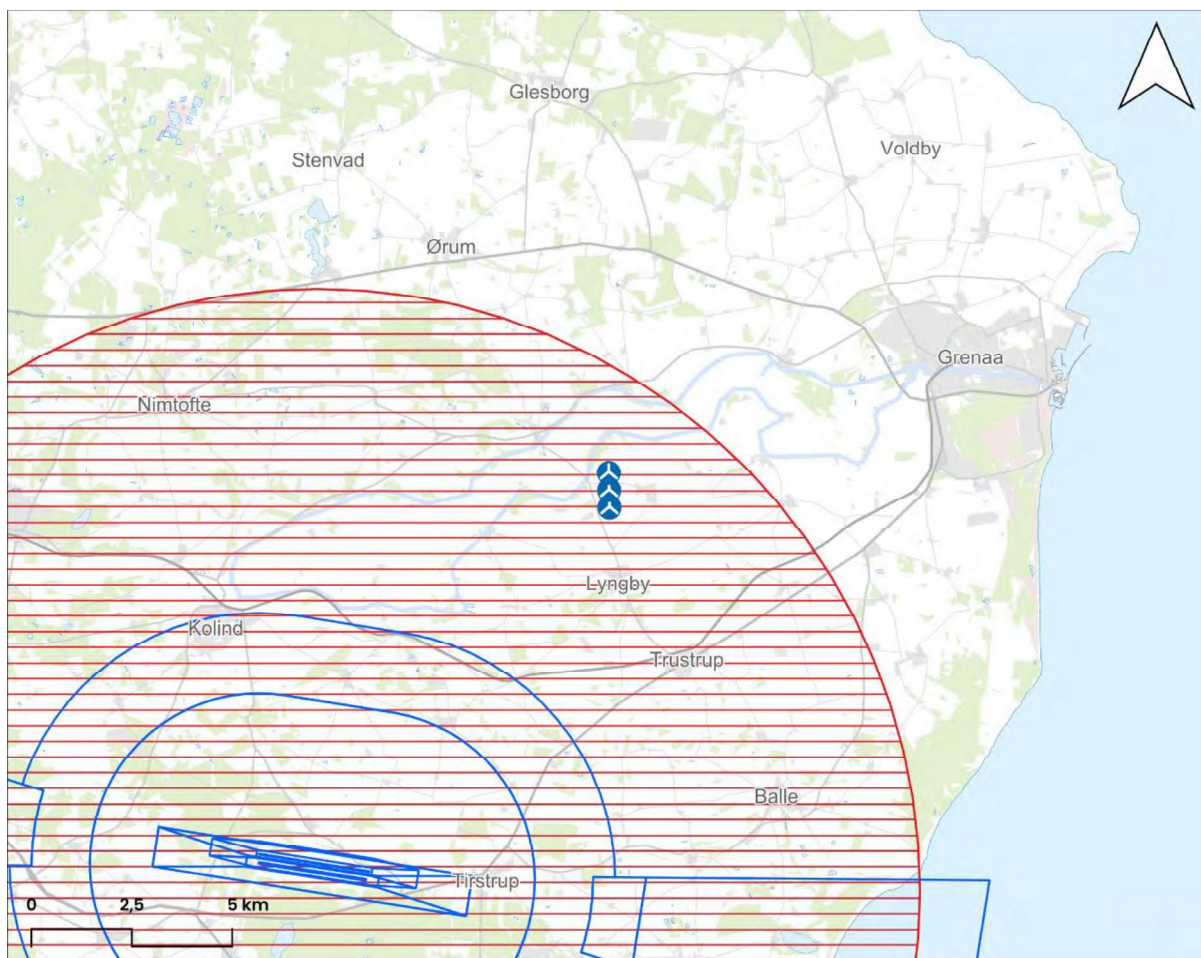 Glesborg
Voldby
Stenvad
Ørum
Grenaa
Nimtofte
Lyngby
Kolind
Trustrup
Balle
Tirstrup
0 2,5 5 km